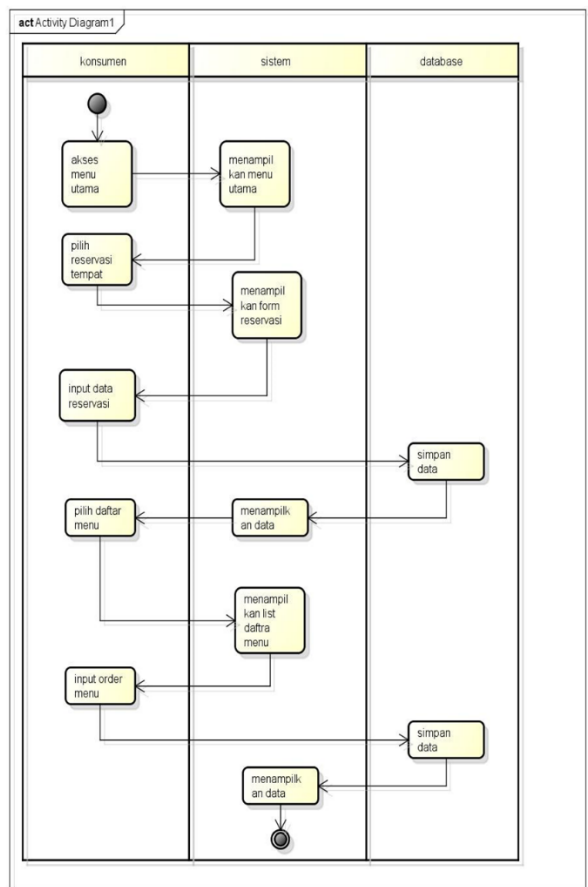 act Activity Diagram1
konsumen
sistem
database
akses
menu
utama
menampil
kan menu
utama
pilih
reservasi
tempat
menampil
kan form
reservasi
input data
reservasi
simpan
data
menampilk
an data
pilih daftar
menu
menampil
kan list
daftra
menu
input order
menu
simpan
data
menampilk
an data